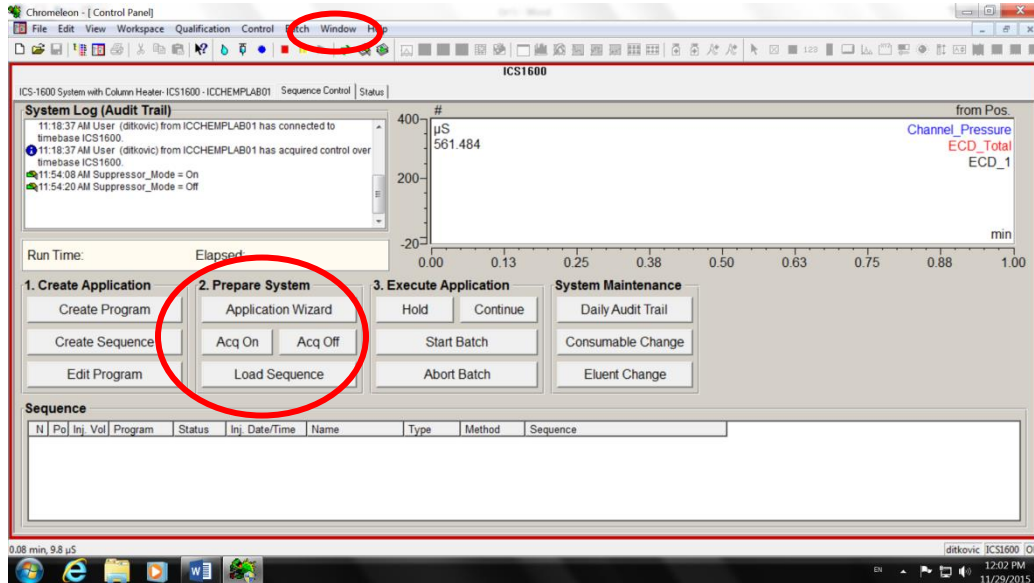 Chromeleon - [ Control Panel]
File Edit View Workspace Qualification Control Batch Window Help
123
ICS1600
ICS-1600 System with Column Heater- ICS1600 - ICCHEMPLAB01 Sequence Control Status
System Log (Audit Trail)
11:18:37 AM User (ditkovic) from ICCHEMPLAB01 has connected to
timebase ICS1600.
11:18:37 AM User (ditkovic) from ICCHEMPLAB01 has acquired control over
timebase ICS1600.
11:54:08 AM Suppressor_Mode = On
11:54:20 AM Suppressor_Mode = Off
# from Pos.
400
µS Channel_Pressure
561.484 ECD_Total
ECD_1
200
min
-20
0.00 0.13 0.25 0.38 0.50 0.63 0.75 0.88 1.00
Run Time: Elapsed:
1. Create Application 2. Prepare System 3. Execute Application System Maintenance
Create Program Application Wizard Hold Continue Daily Audit Trail
Create Sequence Acq On Acq Off Start Batch Consumable Change
Edit Program Load Sequence Abort Batch Eluent Change
Sequence
N Po Inj. Vol Program Status Inj. Date/Time Name Type Method Sequence
0.08 min, 9.8 µS ditkovic ICS1600
EN 12:02 PM